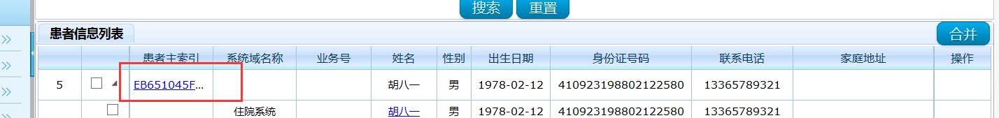 搜索 重置
患者信息列表 合并
患者主索引 系统域名称 业务号 姓名 性别 出生日期 身份证号码 联系电话 家庭地址 操作
5 EB651045F... 胡八一 男 1978-02-12 410923198802122580 13365789321
住院系统 胡八一 男 1978-02-12 410923198802122580 13365789321